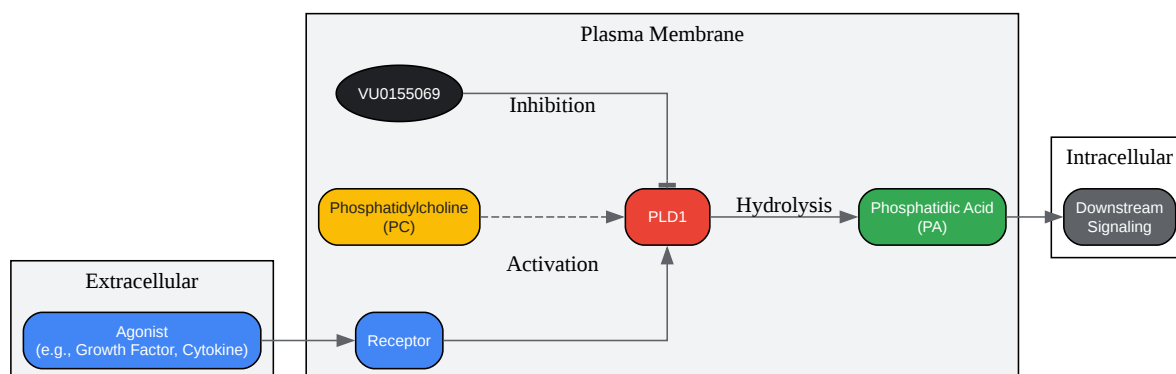 Plasma Membrane
VU0155069
Inhibition
Intracellular
Phosphatidylcholine
(PC)
PLD1
Hydrolysis
Phosphatidic Acid
(PA)
Downstream
Signaling
Activation
Extracellular
Agonist
(e.g., Growth Factor, Cytokine)
Receptor